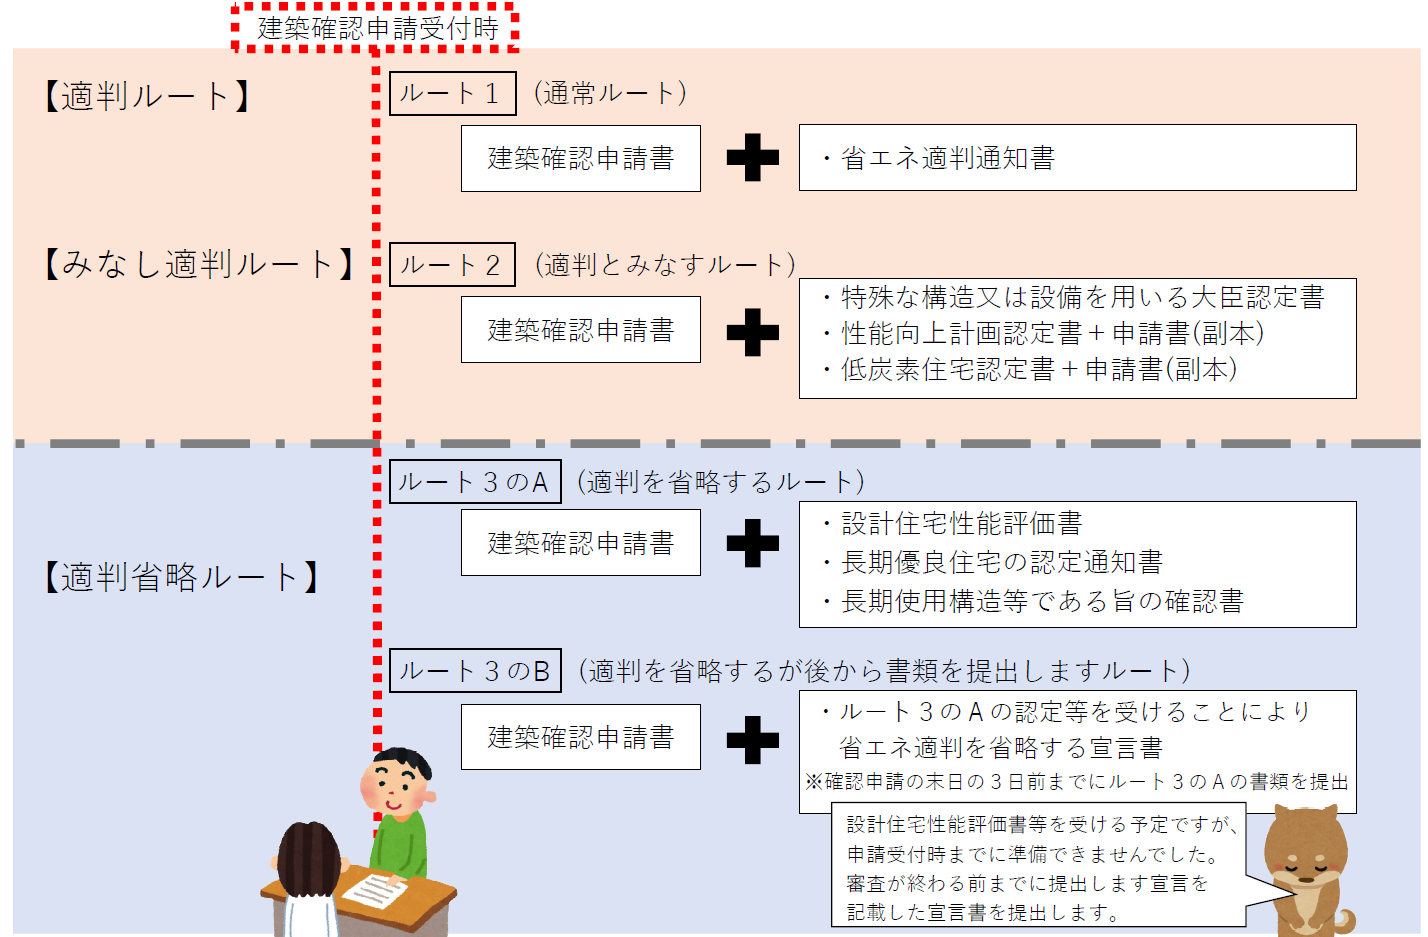 建築確認申請受付時
【適判ルート】
ルート１
(通常ルート)
建築確認申請書
・省エネ適判通知書
【みなし適判ルート】
ルート２
(適判とみなすルート)
建築確認申請書
・特殊な構造又は設備を用いる大臣認定書
・性能向上計画認定書＋申請書(副本)
・低炭素住宅認定書＋申請書(副本)
【適判省略ルート】
ルート３のA
(適判を省略するルート)
建築確認申請書
・設計住宅性能評価書
・長期優良住宅の認定通知書
・長期使用構造等である旨の確認書
ルート３のB
(適判を省略するが後から書類を提出しますルート)
建築確認申請書
・ルート３のＡの認定等を受けることにより
省エネ適判を省略する宣言書
※確認申請の末日の３日前までにルート３のＡの書類を提出
設計住宅性能評価書等を受ける予定ですが、
申請受付時までに準備できませんでした。
審査が終わる前までに提出します宣言を
記載した宣言書を提出します。